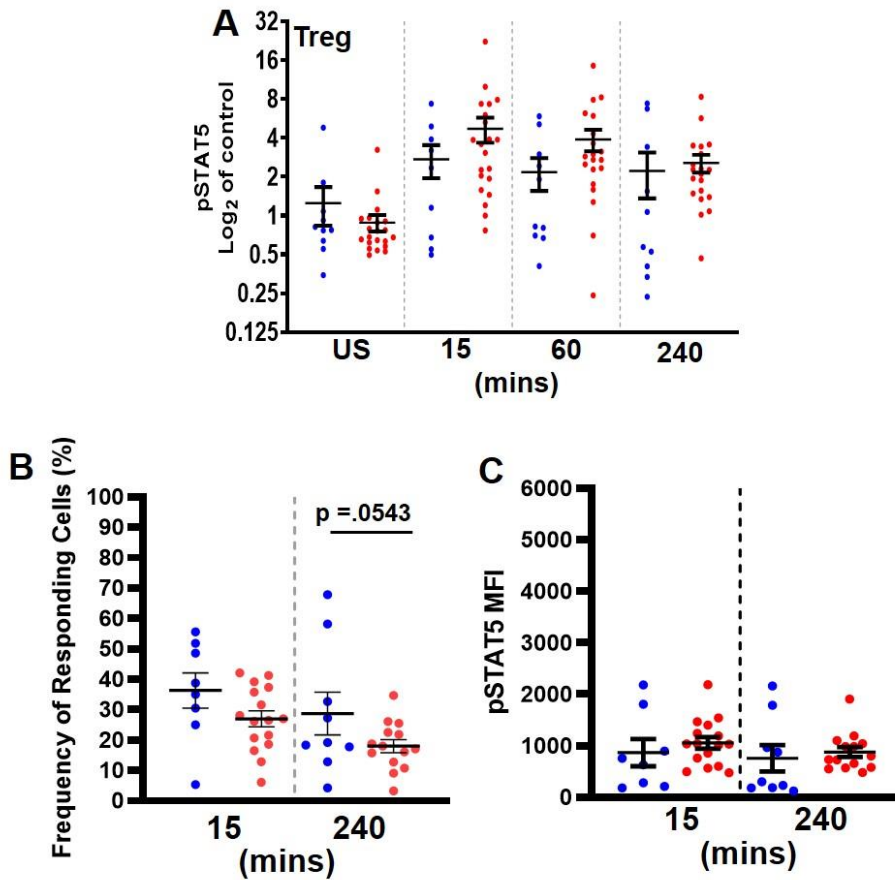 A
Treg
pSTAT5
Log2 of control
32
16
8
4
2
1
0.5
0.25
0.125
US 15 60 240
(mins)
B
Frequency of Responding Cells (%)
100
90
80
70
60
50
40
30
20
10
0
p =.0543
15 240
(mins)
C
pSTAT5 MFI
6000
5000
4000
3000
2000
1000
0
15 240
(mins)